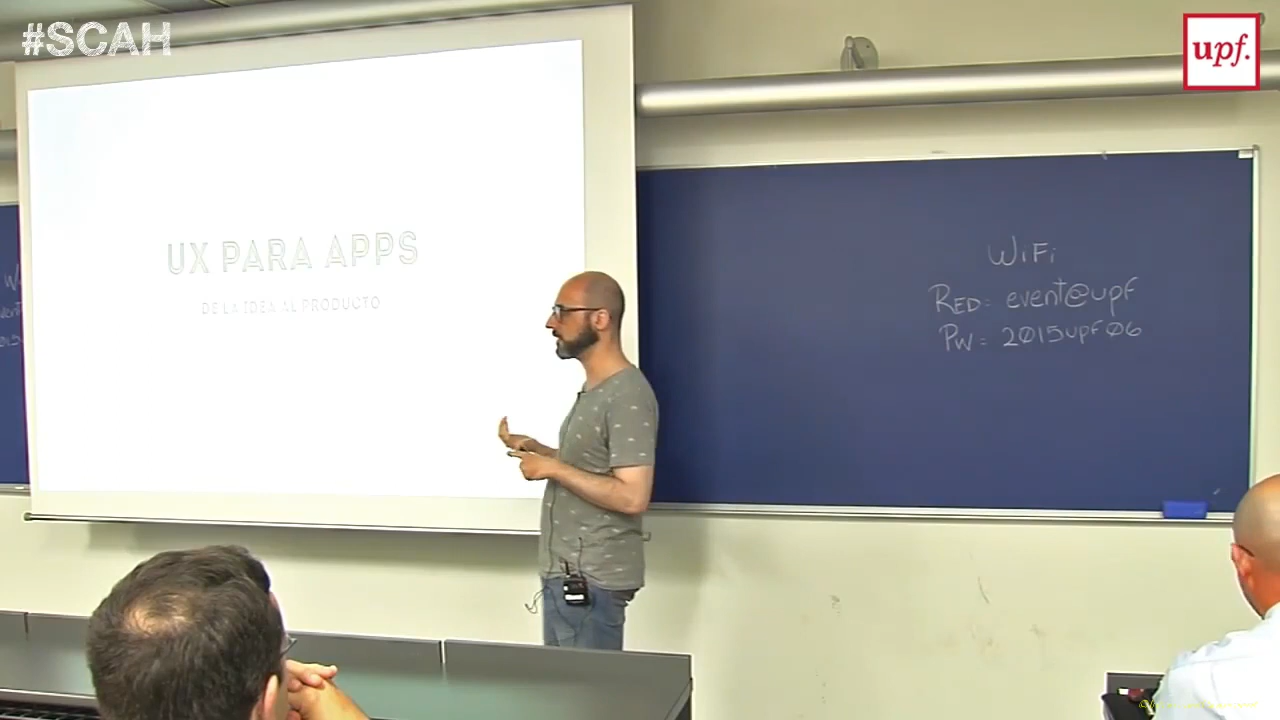 #SCAH
upf.
UX PARA APPS
DE LA IDEA AL PRODUCTO
WiFi
RED= event@upf
PW= 2015upf06